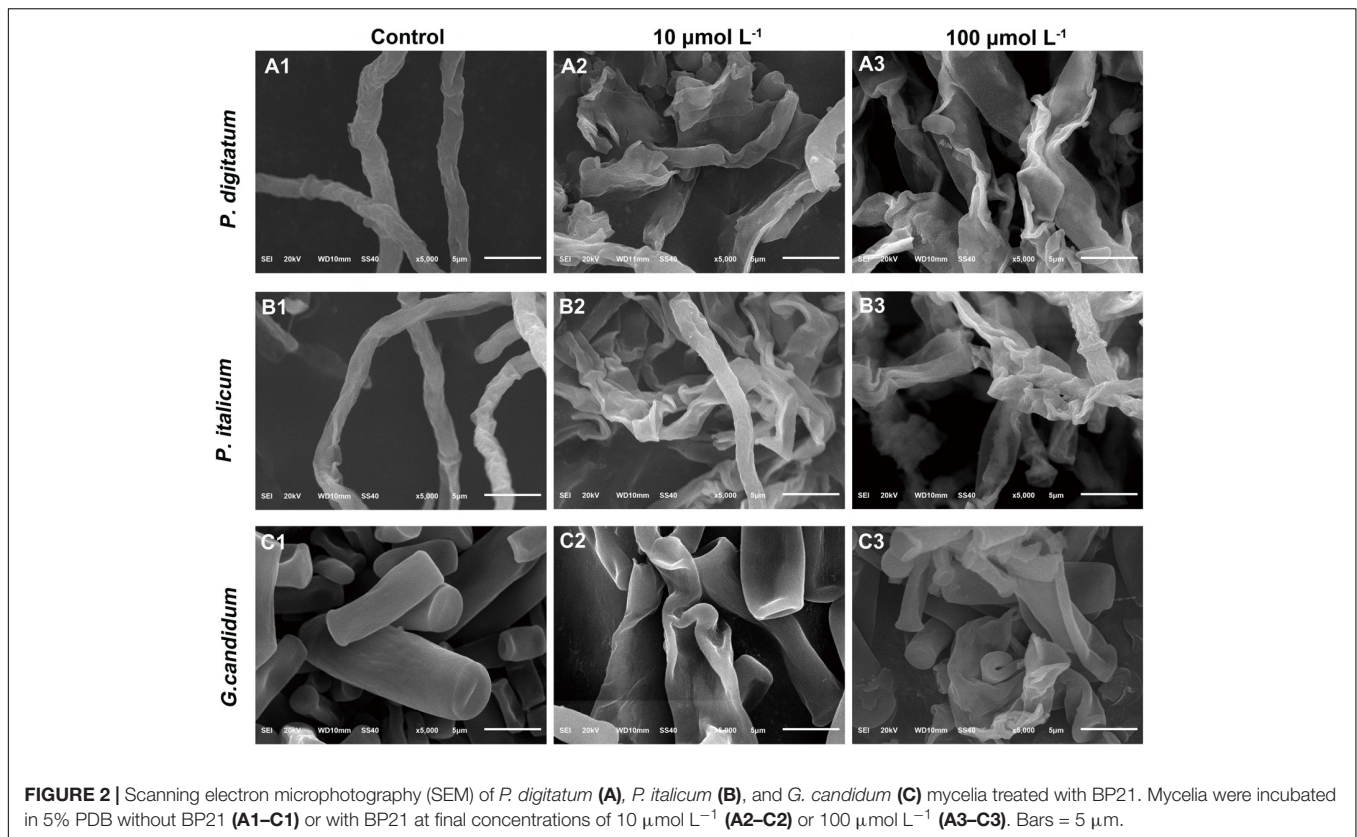 Control 10 µmol L⁻¹ 100 µmol L⁻¹
P. digitatum
A1 A2 A3
SEI 20kV WD10mm SS40 x5,000 5µm SEI 20kV WD11mm SS40 x5,000 5µm SEI 20kV WD10mm SS40 x5,000 5µm
P. italicum
B1 B2 B3
SEI 20kV WD10mm SS40 x5,000 5µm SEI 20kV WD10mm SS40 x5,000 5µm SEI 20kV WD10mm SS40 x5,000 5µm
G.candidum
C1 C2 C3
SEI 20kV WD10mm SS40 x5,000 5µm SEI 20kV WD10mm SS40 x5,000 5µm SEI 20kV WD10mm SS40 x5,000 5µm
FIGURE 2 | Scanning electron microphotography (SEM) of P. digitatum (A), P. italicum (B), and G. candidum (C) mycelia treated with BP21. Mycelia were incubated
in 5% PDB without BP21 (A1–C1) or with BP21 at final concentrations of 10 µmol L⁻¹ (A2–C2) or 100 µmol L⁻¹ (A3–C3). Bars = 5 µm.